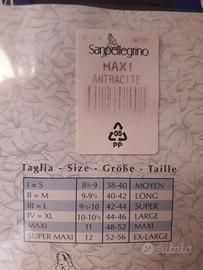 Sanpellegrino
MAXI
ANTRACITE
05
PP
Taglia - Size - Größe - Taille
I = S 8½-9 38-40 MOYEN
II = M 9-9½ 40-42 LONG
III = L 9½-10 42-44 SUPER
IV = XL 10-10½ 44-46 LARGE
MAXI 11 48-52 MAXI
SUPER MAXI 12 52-56 EX-LARGE
subito